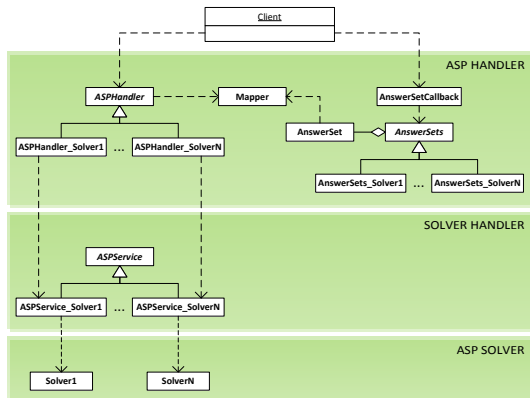 Client
ASP HANDLER
ASPHandler
Mapper
AnswerSetCallback
AnswerSet
AnswerSets
ASPHandler_Solver1 ... ASPHandler_SolverN
AnswerSets_Solver1 ... AnswerSets_SolverN
SOLVER HANDLER
ASPService
ASPService_Solver1 ... ASPService_SolverN
ASP SOLVER
Solver1
SolverN